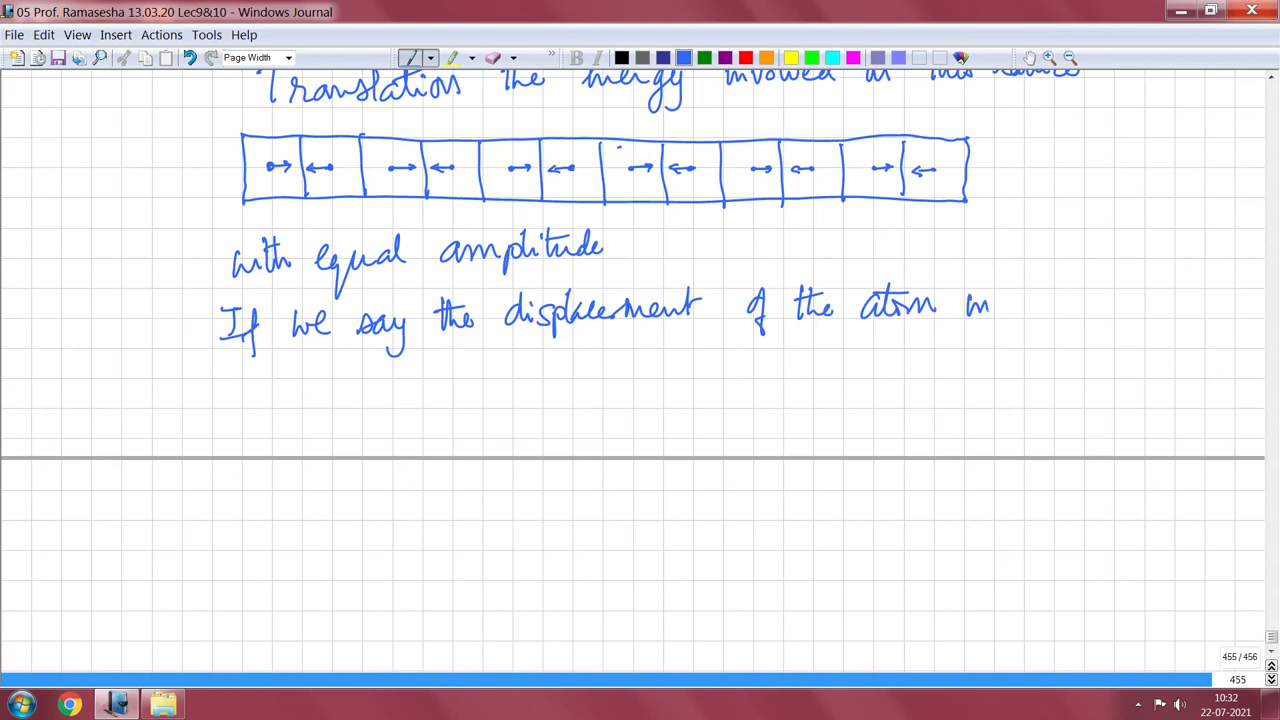 05 Prof. Ramasesha 13.03.20 Lec9&10 - Windows Journal
File Edit View Insert Actions Tools Help
Page Width
Translation the energy invoved in this
with equal amplitude
If we say the displacement of the atom in
455 / 456
455
10:32
22-07-2021